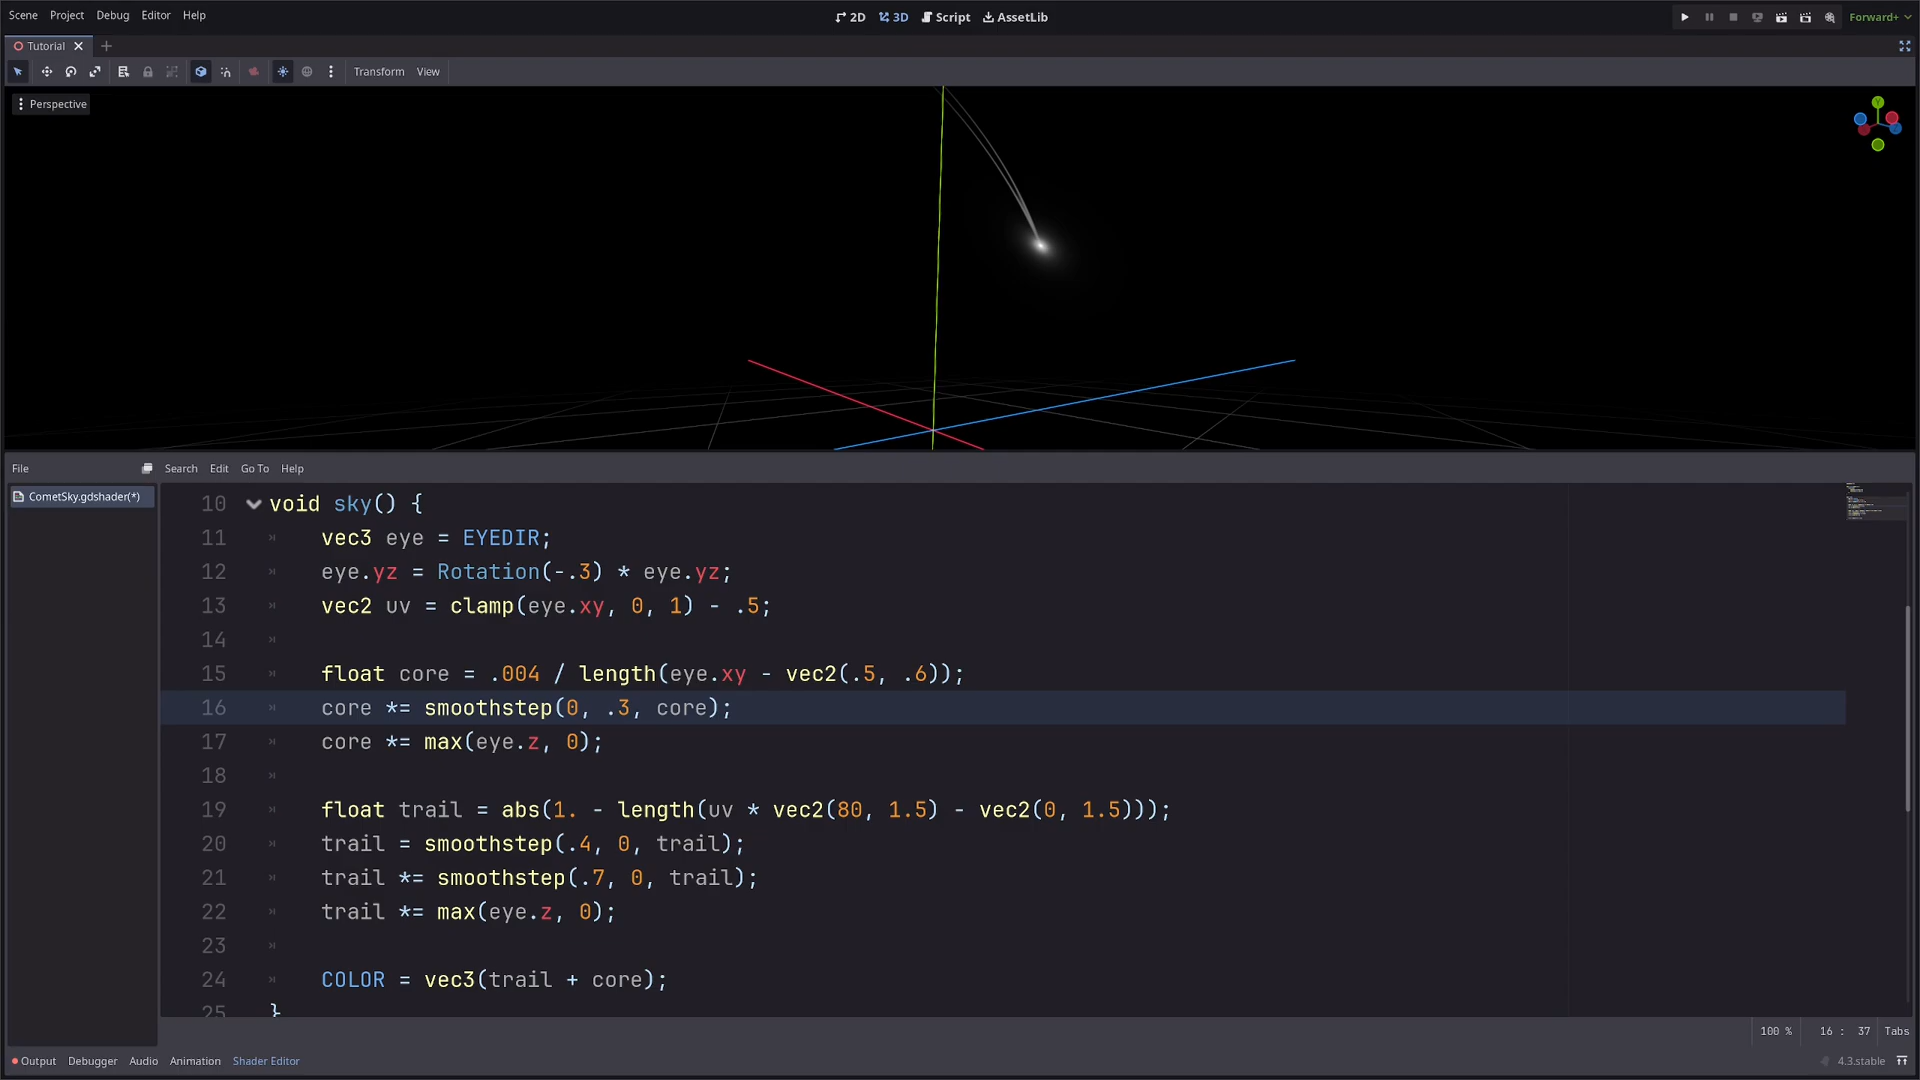 Scene Project Debug Editor Help
2D 3D Script AssetLib
Forward+
Tutorial
Transform View
Perspective
Y
File Search Edit Go To Help
CometSky.gdshader(*)
10 void sky() {
11 vec3 eye = EYEDIR;
12 eye.yz = Rotation(-.3) * eye.yz;
13 vec2 uv = clamp(eye.xy, 0, 1) - .5;
14
15 float core = .004 / length(eye.xy - vec2(.5, .6));
16 core *= smoothstep(0, .3, core);
17 core *= max(eye.z, 0);
18
19 float trail = abs(1. - length(uv * vec2(80, 1.5) - vec2(0, 1.5)));
20 trail = smoothstep(.4, 0, trail);
21 trail *= smoothstep(.7, 0, trail);
22 trail *= max(eye.z, 0);
23
24 COLOR = vec3(trail + core);
25 }
100 % 16 : 37 Tabs
Output Debugger Audio Animation Shader Editor
4.3.stable